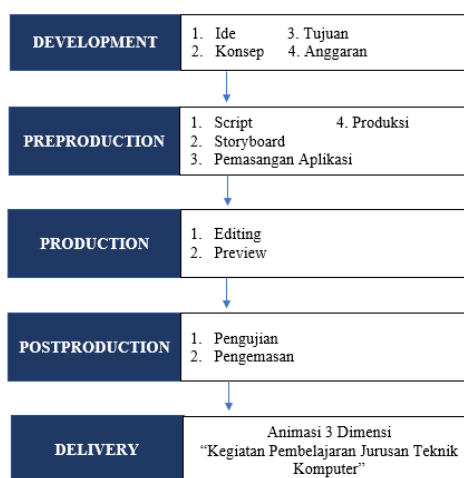 DEVELOPMENT
1. Ide 3. Tujuan
2. Konsep 4. Anggaran
PREPRODUCTION
1. Script 4. Produksi
2. Storyboard
3. Pemasangan Aplikasi
PRODUCTION
1. Editing
2. Preview
POSTPRODUCTION
1. Pengujian
2. Pengemasan
DELIVERY
Animasi 3 Dimensi
“Kegiatan Pembelajaran Jurusan Teknik
Komputer”